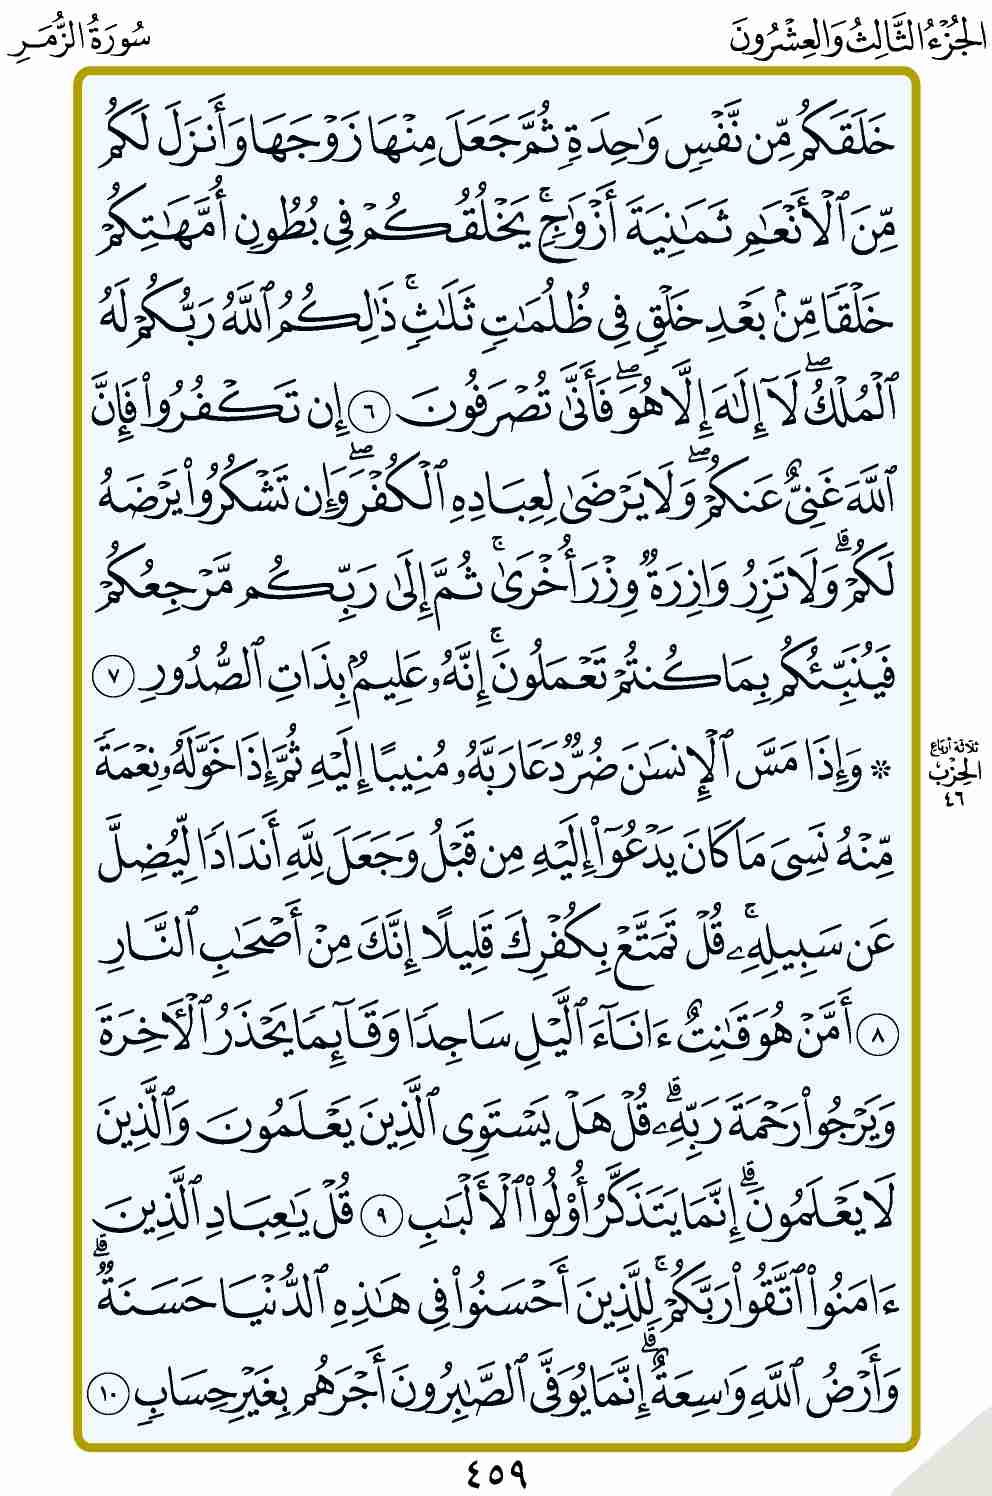 الجُزْءُ الثَّالِثُ وَالعِشْرُونَ
سُورَةُ الزُّمَرِ
خَلَقَكُم مِّن نَّفْسٍ وَٰحِدَةٍ ثُمَّ جَعَلَ مِنْهَا زَوْجَهَا وَأَنزَلَ لَكُم
مِّنَ ٱلْأَنْعَـٰمِ ثَمَـٰنِيَةَ أَزْوَٰجٍ ۚ يَخْلُقُكُمْ فِى بُطُونِ أُمَّهَـٰتِكُمْ
خَلْقًا مِّنۢ بَعْدِ خَلْقٍ فِى ظُلُمَـٰتٍ ثَلَـٰثٍ ۚ ذَٰلِكُمُ ٱللَّهُ رَبُّكُمْ لَهُ
ٱلْمُلْكُ ۖ لَآ إِلَـٰهَ إِلَّا هُوَ ۖ فَأَنَّىٰ تُصْرَفُونَ ٦ إِن تَكْفُرُوا۟ فَإِنَّ
ٱللَّهَ غَنِىٌّ عَنكُمْ ۖ وَلَا يَرْضَىٰ لِعِبَادِهِ ٱلْكُفْرَ ۖ وَإِن تَشْكُرُوا۟ يَرْضَهُ
لَكُمْ ۗ وَلَا تَزِرُ وَازِرَةٌ وِزْرَ أُخْرَىٰ ۚ ثُمَّ إِلَىٰ رَبِّكُم مَّرْجِعُكُمْ
فَيُنَبِّئُكُم بِمَا كُنتُمْ تَعْمَلُونَ ۚ إِنَّهُۥ عَلِيمٌۢ بِذَاتِ ٱلصُّدُورِ ٧
۞ وَإِذَا مَسَّ ٱلْإِنسَـٰنَ ضُرٌّ دَعَا رَبَّهُۥ مُنِيبًا إِلَيْهِ ثُمَّ إِذَا خَوَّلَهُۥ نِعْمَةً
ثلاثة أرباع
الحِزْب
٤٦
مِّنْهُ نَسِىَ مَا كَانَ يَدْعُوٓا۟ إِلَيْهِ مِن قَبْلُ وَجَعَلَ لِلَّهِ أَندَادًا لِّيُضِلَّ
عَن سَبِيلِهِۦ ۚ قُلْ تَمَتَّعْ بِكُفْرِكَ قَلِيلًا إِنَّكَ مِنْ أَصْحَـٰبِ ٱلنَّارِ
٨ أَمَّنْ هُوَ قَـٰنِتٌ ءَانَآءَ ٱلَّيْلِ سَاجِدًا وَقَآئِمًا يَحْذَرُ ٱلْـَٔاخِرَةَ
وَيَرْجُوا۟ رَحْمَةَ رَبِّهِۦ ۗ قُلْ هَلْ يَسْتَوِى ٱلَّذِينَ يَعْلَمُونَ وَٱلَّذِينَ
لَا يَعْلَمُونَ ۗ إِنَّمَا يَتَذَكَّرُ أُو۟لُوا۟ ٱلْأَلْبَـٰبِ ٩ قُلْ يَـٰعِبَادِ ٱلَّذِينَ
ءَامَنُوا۟ ٱتَّقُوا۟ رَبَّكُمْ ۚ لِلَّذِينَ أَحْسَنُوا۟ فِى هَـٰذِهِ ٱلدُّنْيَا حَسَنَةٌ ۗ
وَأَرْضُ ٱللَّهِ وَٰسِعَةٌ ۗ إِنَّمَا يُوَفَّى ٱلصَّـٰبِرُونَ أَجْرَهُم بِغَيْرِ حِسَابٍ ١٠
٤٥٩